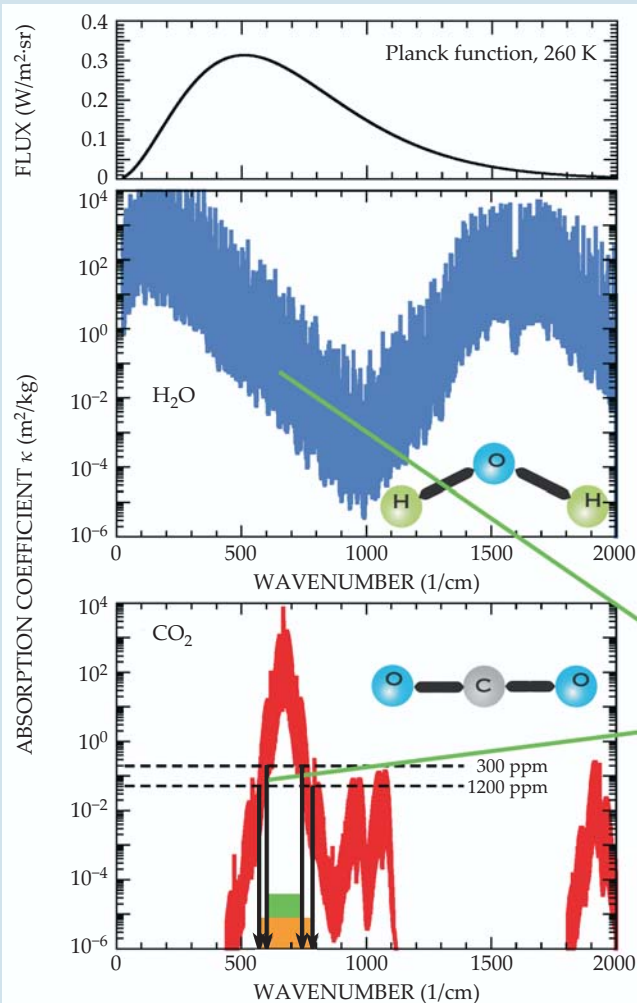 FLUX (W/m²·sr)
0.4
0.3
0.2
0.1
0
Planck function, 260 K
ABSORPTION COEFFICIENT κ (m²/kg)
10⁴
10²
10⁰
10⁻²
10⁻⁴
10⁻⁶
H₂O
H
O
H
0
500
1000
1500
2000
WAVENUMBER (1/cm)
10⁴
10²
10⁰
10⁻²
10⁻⁴
10⁻⁶
CO₂
O
C
O
300 ppm
1200 ppm
0
500
1000
1500
2000
WAVENUMBER (1/cm)